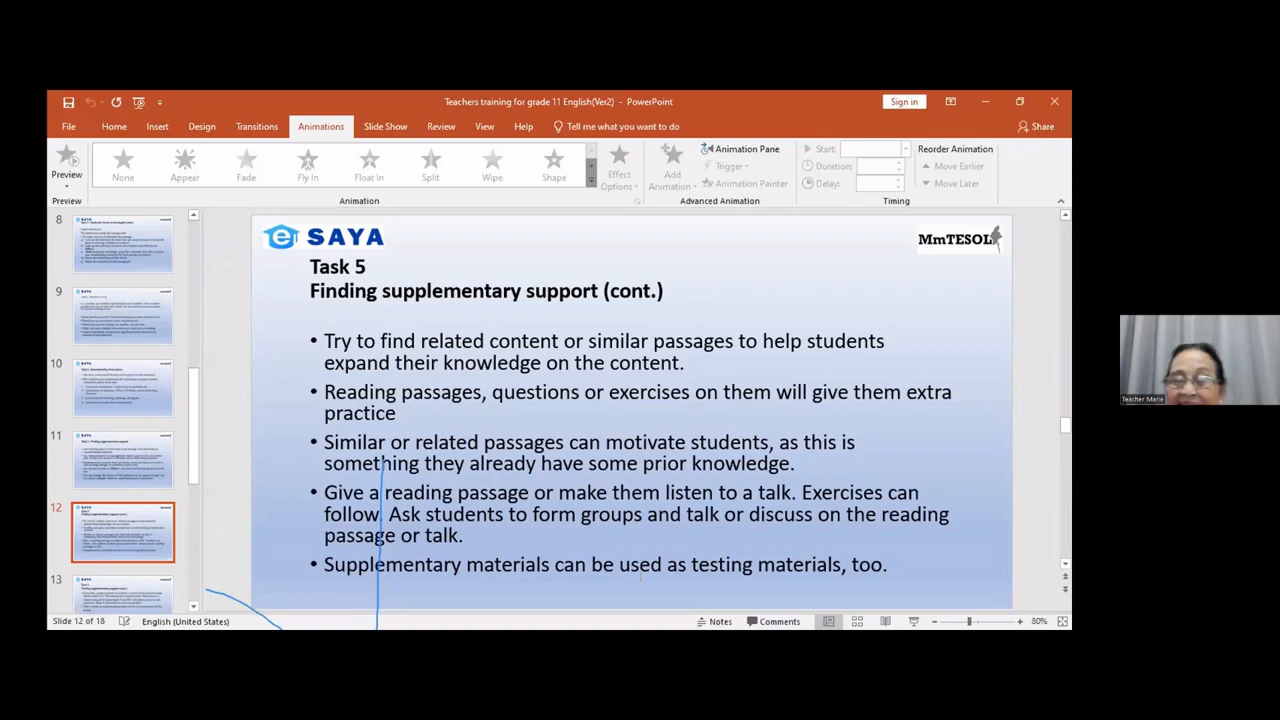 Teachers training for grade 11 English(Ver2) - PowerPoint
Sign in
File Home Insert Design Transitions Animations Slide Show Review View Help Tell me what you want to do Share
Preview
None Appear Fade Fly In Float In Split Wipe Shape
Effect Options
Add Animation
Animation Pane
Trigger
Animation Painter
Start:
Duration:
Delay:
Reorder Animation
Move Earlier
Move Later
Preview Animation Advanced Animation Timing
8
9
10
11
12
13
e SAYA
MmTESOL
Task 5
Finding supplementary support (cont.)
• Try to find related content or similar passages to help students
expand their knowledge on the content.
• Reading passages, questions or exercises on them will give them extra
practice
• Similar or related passages can motivate students, as this is
something they already have some prior knowledge.
• Give a reading passage or make them listen to a talk. Exercises can
follow. Ask students to form groups and talk or discuss on the reading
passage or talk.
• Supplementary materials can be used as testing materials, too.
Teacher Marie
Slide 12 of 18 English (United States) Notes Comments 80%